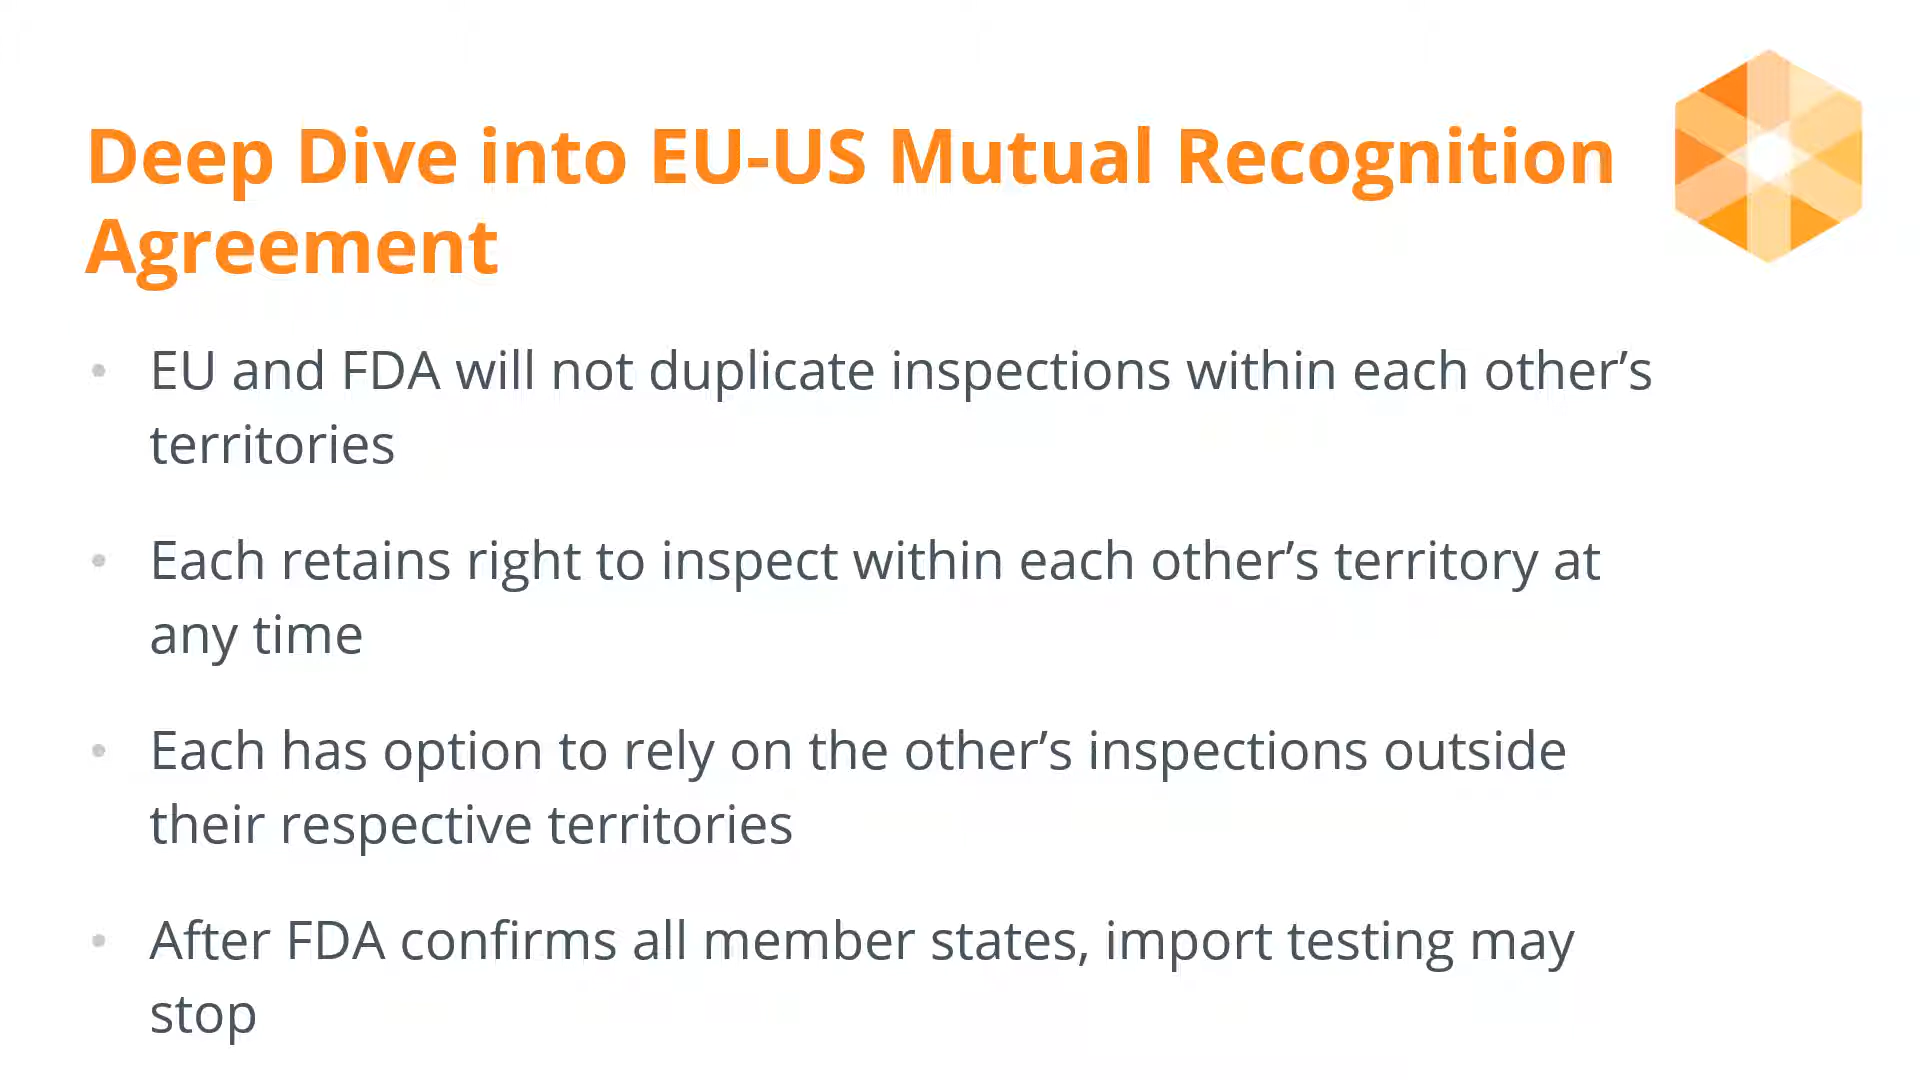 Deep Dive into EU-US Mutual Recognition
Agreement
• EU and FDA will not duplicate inspections within each other’s
territories
• Each retains right to inspect within each other’s territory at
any time
• Each has option to rely on the other’s inspections outside
their respective territories
• After FDA confirms all member states, import testing may
stop